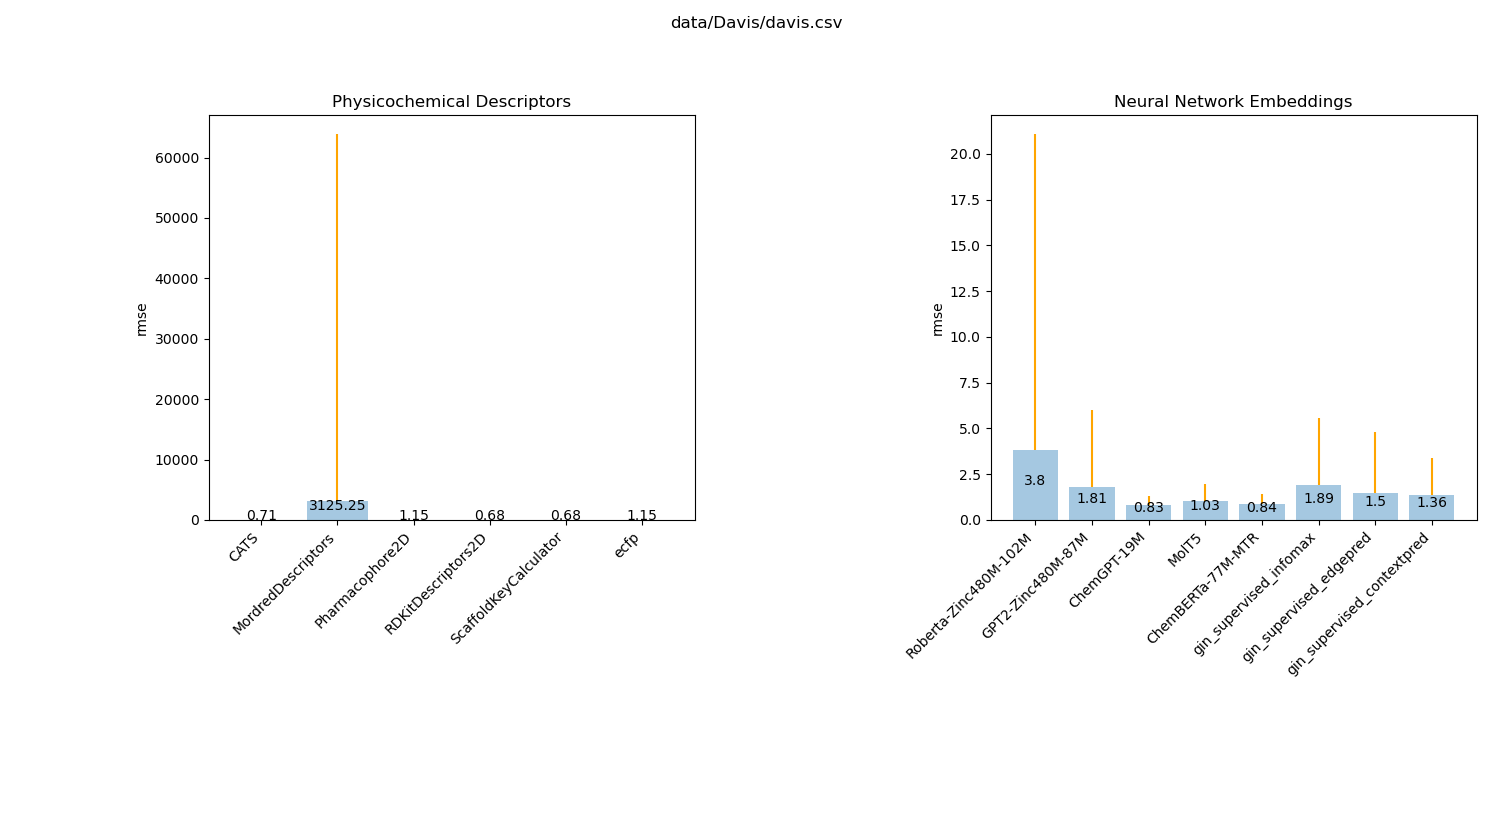 data/Davis/davis.csv
Physicochemical Descriptors
rmse
60000
50000
40000
30000
20000
10000
0
0.71
3125.25
1.15
0.68
0.68
1.15
CATS
MordredDescriptors
Pharmacophore2D
RDKitDescriptors2D
ScaffoldKeyCalculator
ecfp
Neural Network Embeddings
rmse
20.0
17.5
15.0
12.5
10.0
7.5
5.0
2.5
0.0
3.8
1.81
0.83
1.03
0.84
1.89
1.5
1.36
Roberta-Zinc480M-102M
GPT2-Zinc480M-87M
ChemGPT-19M
MolT5
ChemBERTa-77M-MTR
gin_supervised_infomax
gin_supervised_edgepred
gin_supervised_contextpred